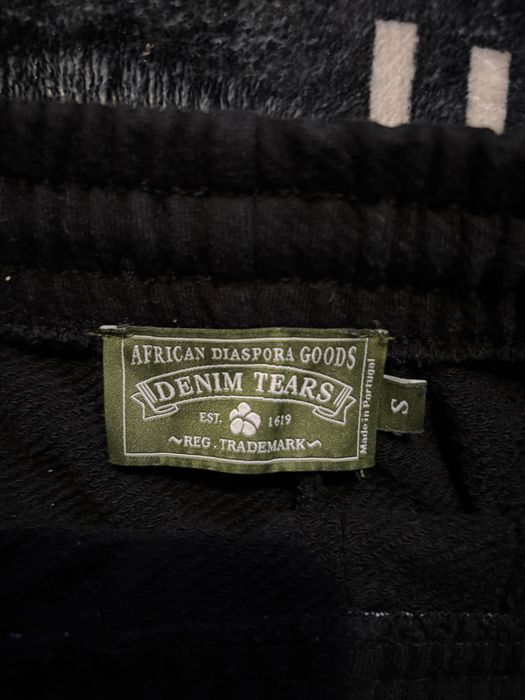 AFRICAN DIASPORA GOODS
DENIM TEARS
EST. 1619
~REG. TRADEMARK~
Made in Portugal
S